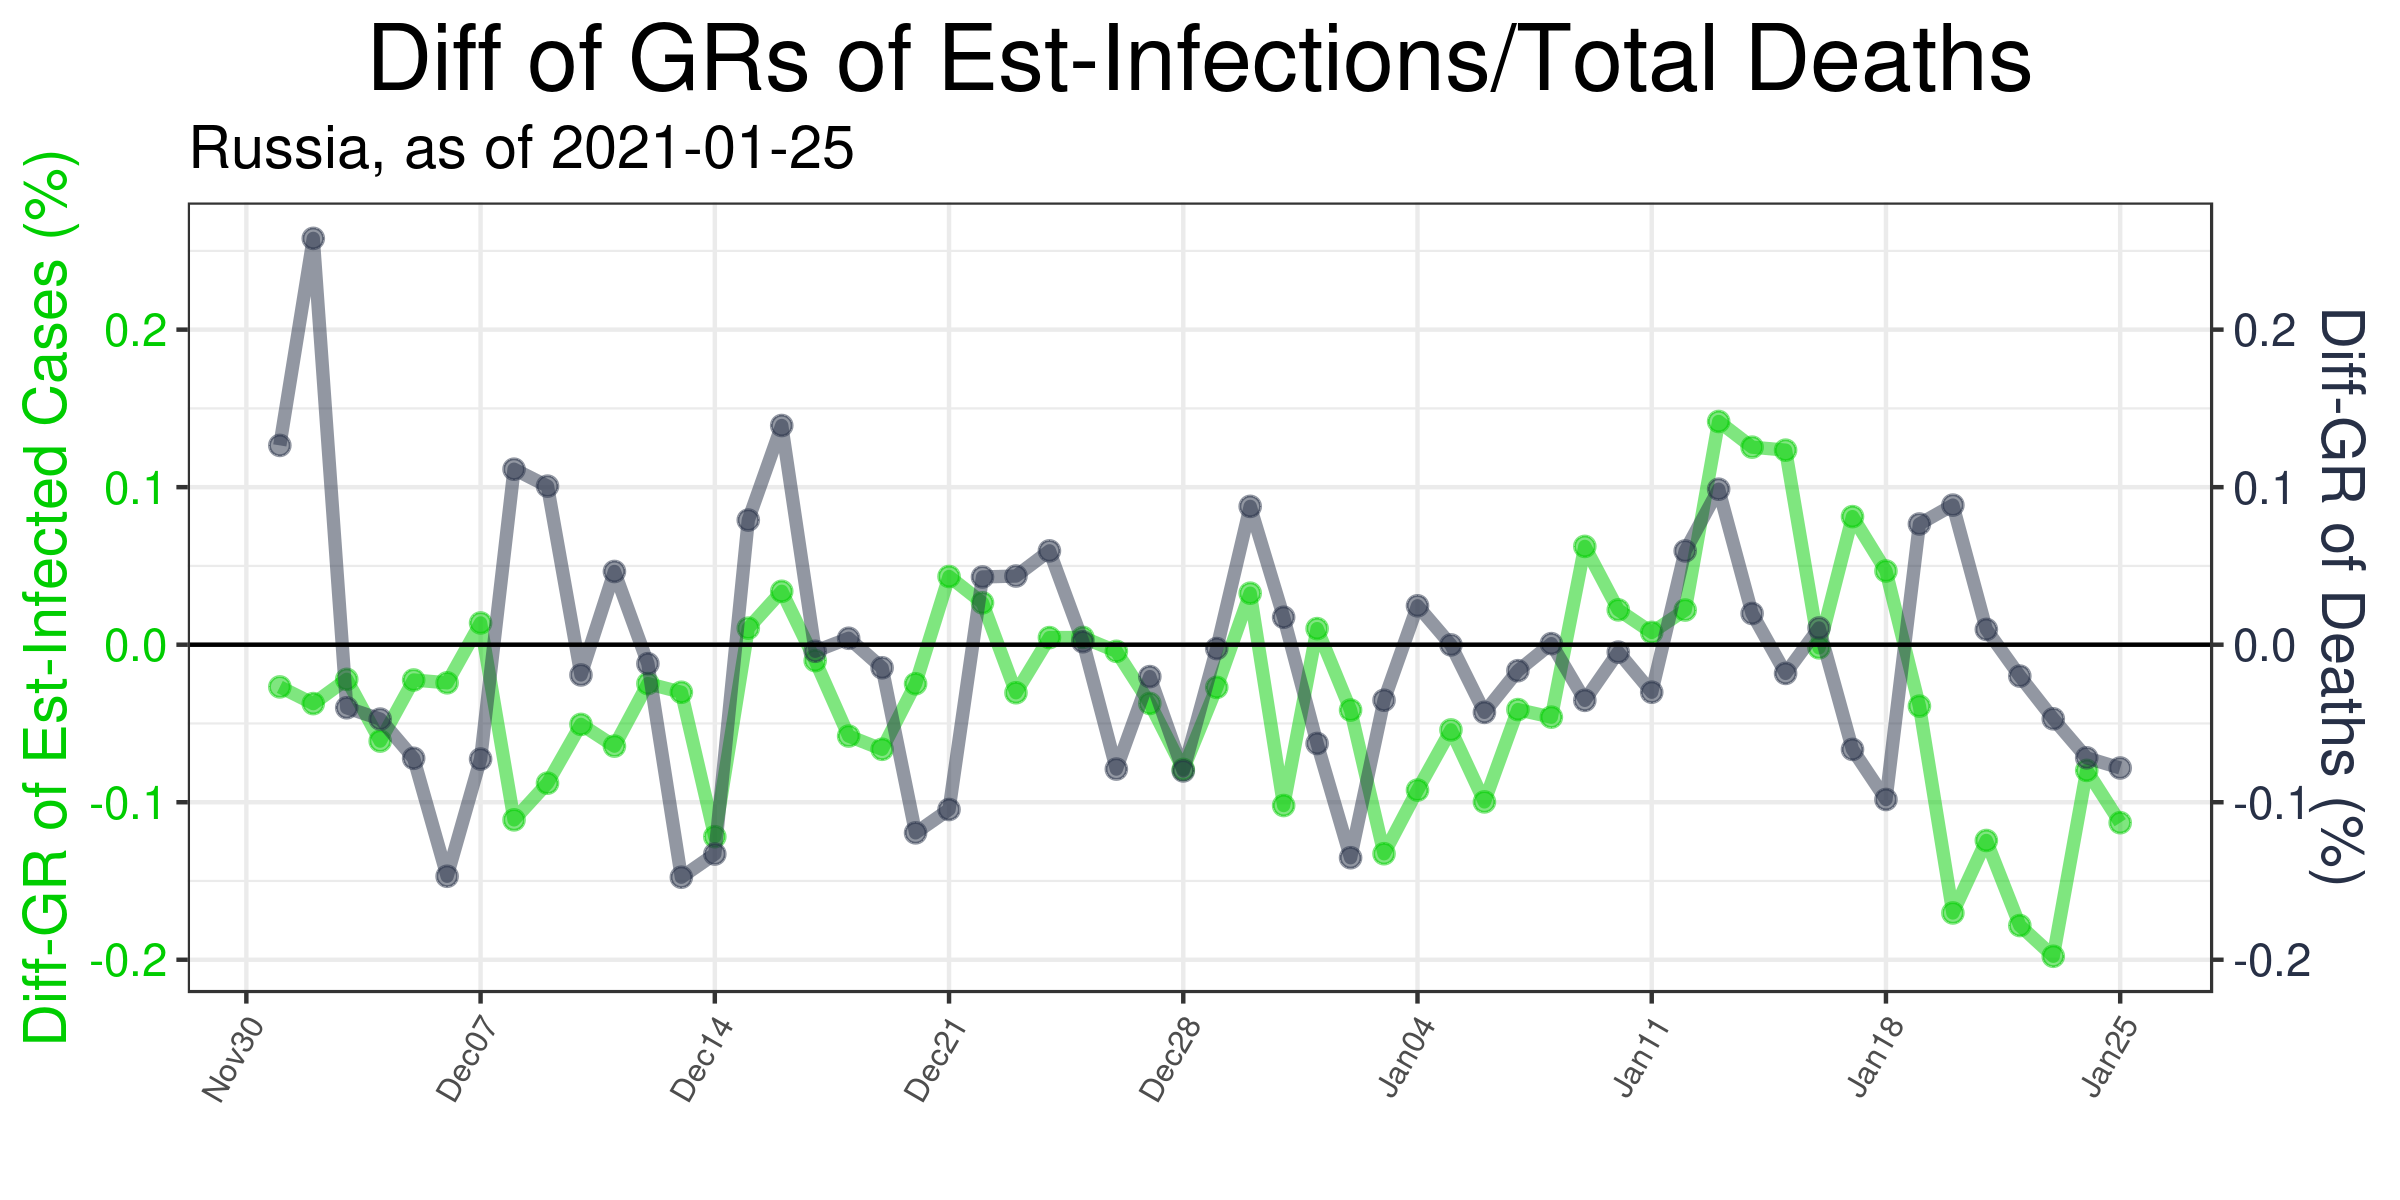 Diff of GRs of Est-Infections/Total Deaths
Russia, as of 2021-01-25
Diff-GR of Est-Infected Cases (%)
0.2
0.1
0.0
-0.1
-0.2
0.2
0.1
0.0
-0.1
-0.2
Diff-GR of Deaths (%)
Nov30
Dec07
Dec14
Dec21
Dec28
Jan04
Jan11
Jan18
Jan25